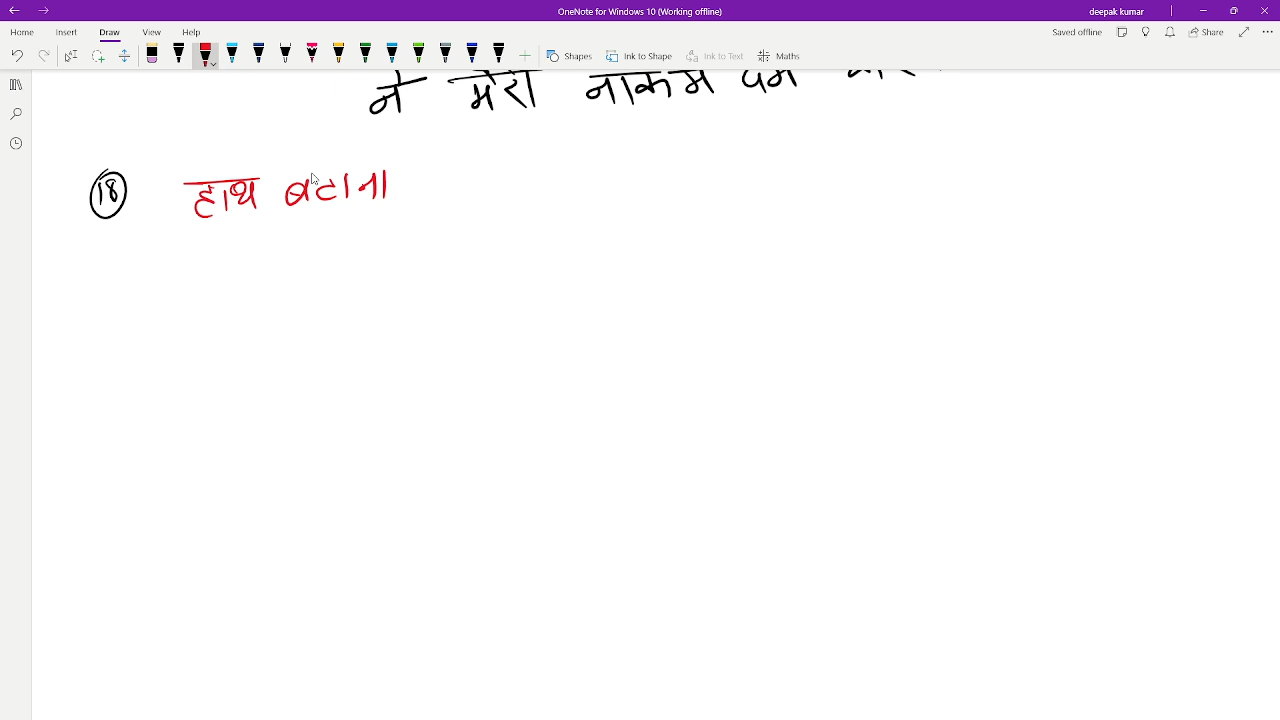 OneNote for Windows 10 (Working offline)
deepak kumar
Home Insert Draw View Help
Saved offline
Share
Shapes Ink to Shape Ink to Text Maths
ने मेरी नाक में दम
18 हाथ बटाना